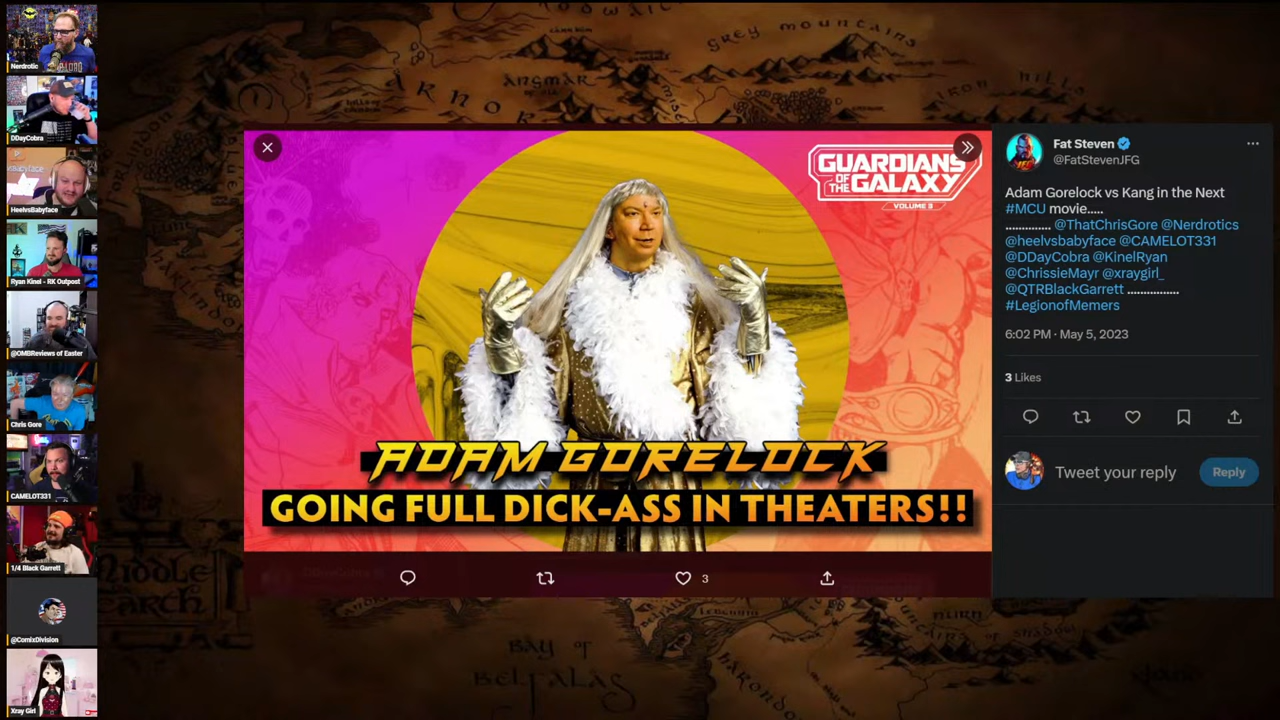 Nerdrotic
DDayCobra
HeelvsBabyface
Ryan Kinel - RK Outpost
@OMBReviews of Easter
Chris Gore
CAMELOT331
1/4 Black Garrett
@ComixDivision
Xray Girl
GREY MOUNTAINS
ANGMAR
ARNO
GUARDIANS
OF THE GALAXY
VOLUME 3
ADAM GORELOCK
GOING FULL DICK-ASS IN THEATERS!!
3
Fat Steven
@FatStevenJFG
Adam Gorelock vs Kang in the Next
#MCU movie.....
.............. @ThatChrisGore @Nerdrotics
@heelvsbabyface @CAMELOT331
@DDayCobra @KinelRyan
@ChrissieMayr @xraygirl_
@QTRBlackGarrett ................
#LegionofMemers
6:02 PM · May 5, 2023
3 Likes
Tweet your reply
Reply
MIDDLE
EARTH
BAY OF
BELFALAS